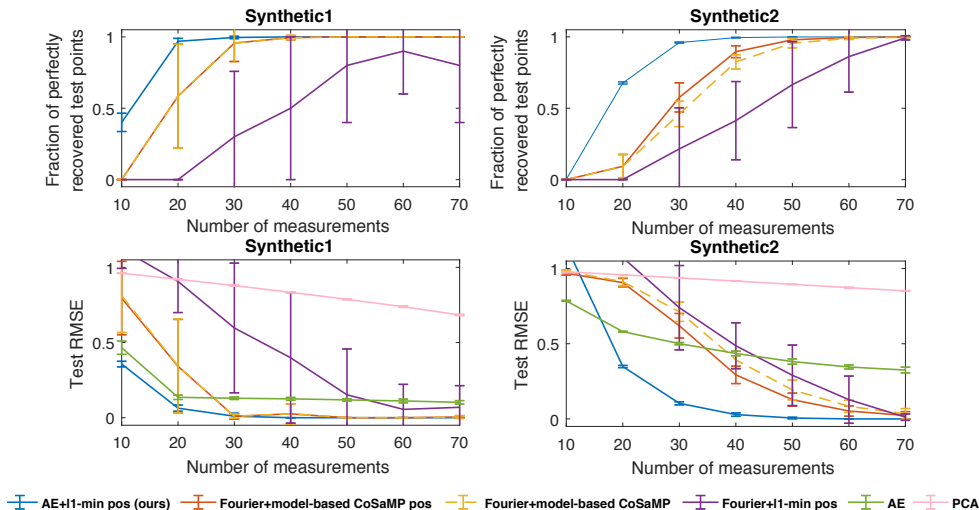 Synthetic1
Fraction of perfectly
recovered test points
1
0.5
0
10 20 30 40 50 60 70
Number of measurements
Synthetic2
Fraction of perfectly
recovered test points
1
0.5
0
10 20 30 40 50 60 70
Number of measurements
Synthetic1
Test RMSE
1
0.5
0
10 20 30 40 50 60 70
Number of measurements
Synthetic2
Test RMSE
1
0.5
0
10 20 30 40 50 60 70
Number of measurements
AE+l1-min pos (ours) Fourier+model-based CoSaMP pos Fourier+model-based CoSaMP Fourier+l1-min pos AE PCA